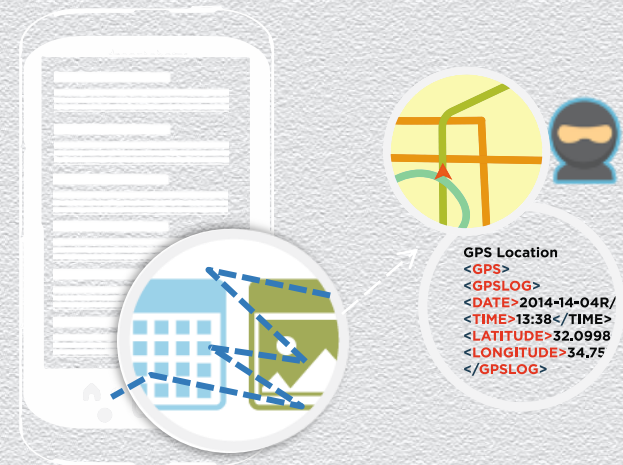 GPS Location
<GPS>
<GPSLOG>
<DATE>2014-14-04R/
<TIME>13:38</TIME>
<LATITUDE>32.0998
<LONGITUDE>34.75
</GPSLOG>